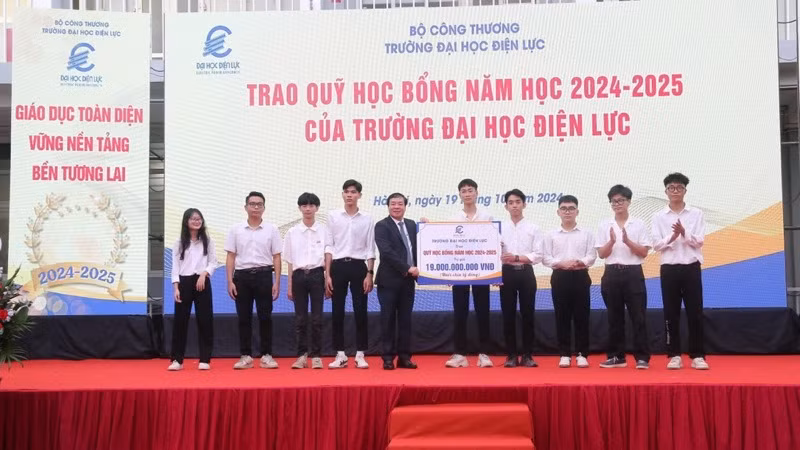 BỘ CÔNG THƯƠNG
TRƯỜNG ĐẠI HỌC ĐIỆN LỰC
ĐẠI HỌC ĐIỆN LỰC
GIÁO DỤC TOÀN DIỆN
VỮNG NỀN TẢNG
BỀN TƯƠNG LAI
2024-2025
ĐẠI HỌC ĐIỆN LỰC
BỘ CÔNG THƯƠNG
TRƯỜNG ĐẠI HỌC ĐIỆN LỰC
TRAO QUỸ HỌC BỔNG NĂM HỌC 2024-2025
CỦA TRƯỜNG ĐẠI HỌC ĐIỆN LỰC
ngày 19 2024
TRƯỜNG ĐẠI HỌC ĐIỆN LỰC
Trao
QUỸ HỌC BỔNG NĂM HỌC 2024-2025
19.000.000.000 VNĐ